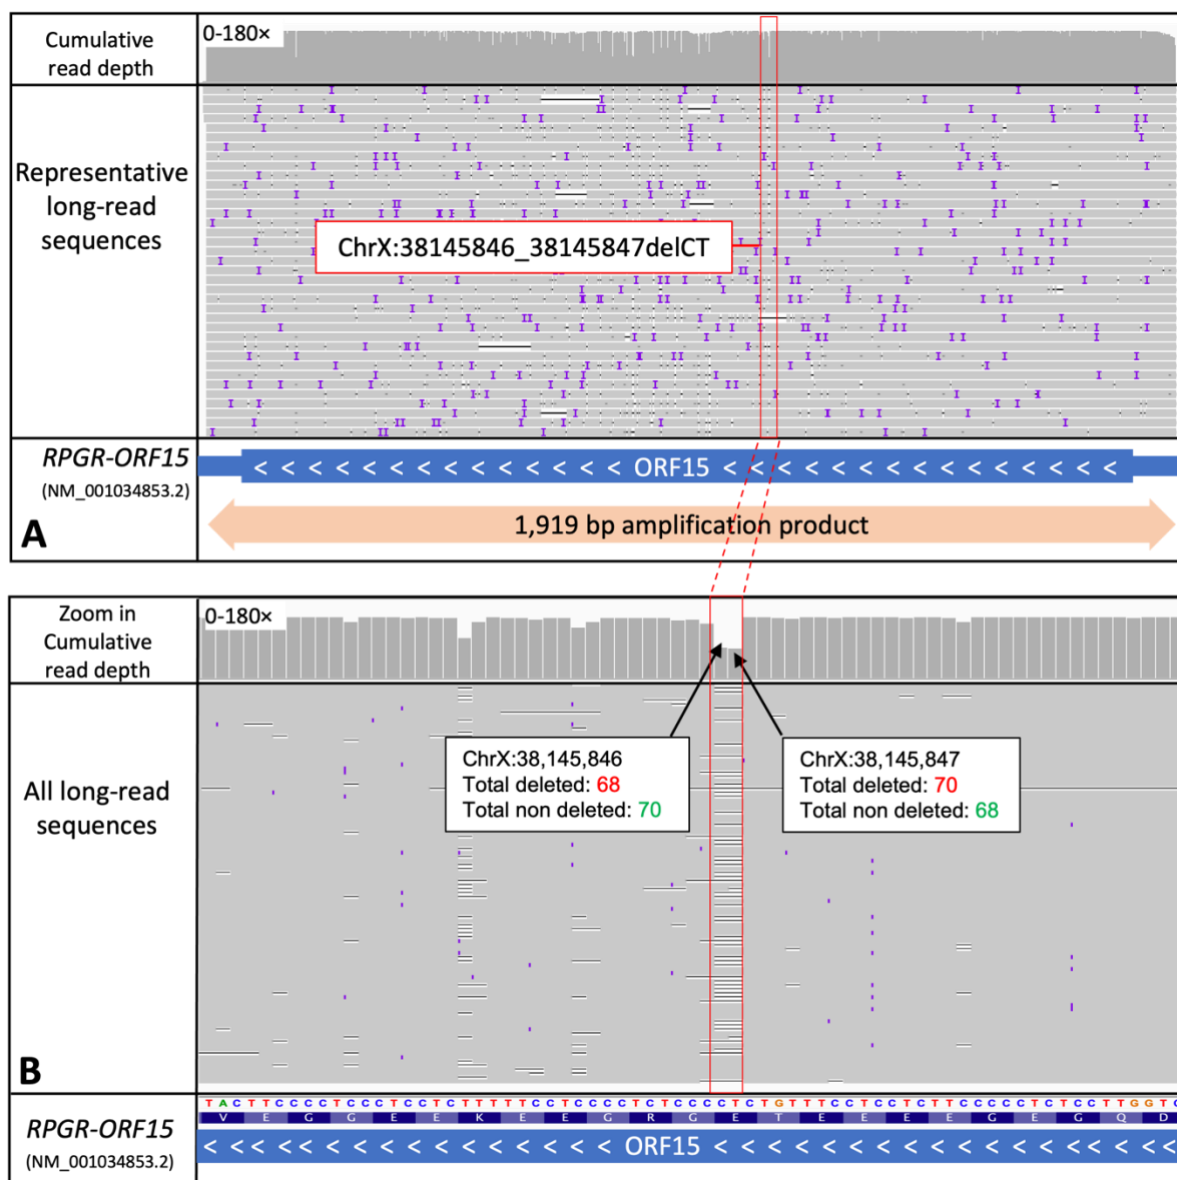 Cumulative
read depth
0-180×
Representative
long-read
sequences
ChrX:38145846_38145847delCT
RPGR-ORF15
(NM_001034853.2)
A
< < < < < < < < < < < < < < ORF15 < < < < < < < < < < < < < < <
1,919 bp amplification product
Zoom in
Cumulative
read depth
0-180×
All long-read
sequences
ChrX:38,145,846
Total deleted: 68
Total non deleted: 70
ChrX:38,145,847
Total deleted: 70
Total non deleted: 68
B
T A C T T C C C C T C C C T C C T C T T T T T C C T C C C C T C T C C C C T C T G T T T C C T C C T C T T C C C C C T C T C C T T G G T C
V E G G E E K E E G R G E T E E E E G E G Q D
RPGR-ORF15
(NM_001034853.2)
< < < < < < < < < < < < < < < < ORF15 < < < < < < < < < < < < < < < < < <